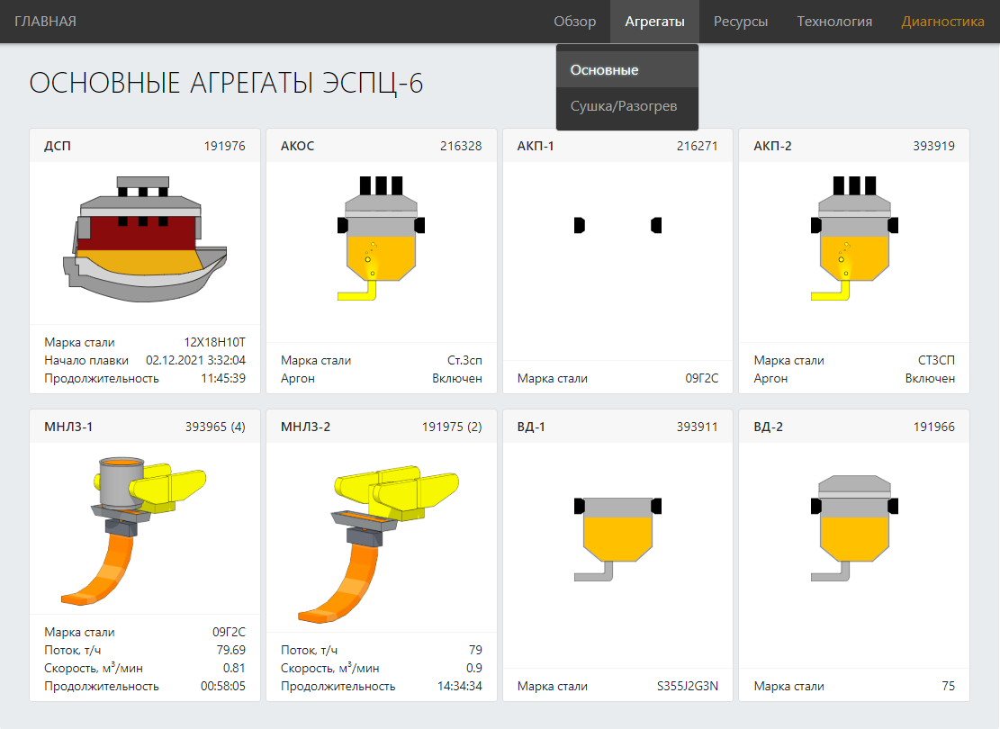 ГЛАВНАЯ Обзор Агрегаты Ресурсы Технология Диагностика
Основные
Сушка/Разогрев
ОСНОВНЫЕ АГРЕГАТЫ ЭСПЦ-6
ДСП 191976
Марка стали 12Х18Н10Т
Начало плавки 02.12.2021 3:32:04
Продолжительность 11:45:39
АКОС 216328
Марка стали Ст.3сп
Аргон Включен
АКП-1 216271
Марка стали 09Г2С
АКП-2 393919
Марка стали СТ3СП
Аргон Включен
МНЛЗ-1 393965 (4)
Марка стали 09Г2С
Поток, т/ч 79.69
Скорость, м³/мин 0.81
Продолжительность 00:58:05
МНЛЗ-2 191975 (2)
Поток, т/ч 79
Скорость, м³/мин 0.9
Продолжительность 14:34:34
ВД-1 393911
Марка стали S355J2G3N
ВД-2 191966
Марка стали 75